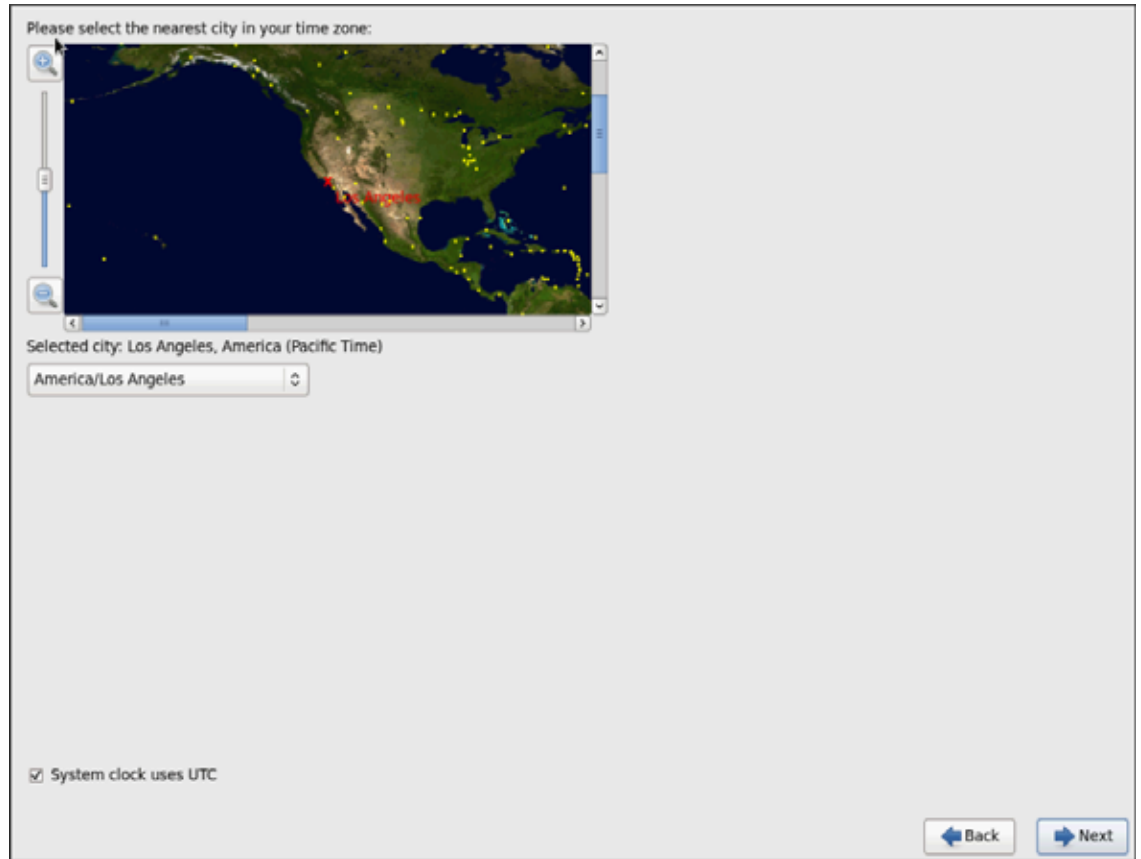 Please select the nearest city in your time zone:
Los Angeles
Selected city: Los Angeles, America (Pacific Time)
America/Los Angeles
System clock uses UTC
Back
Next